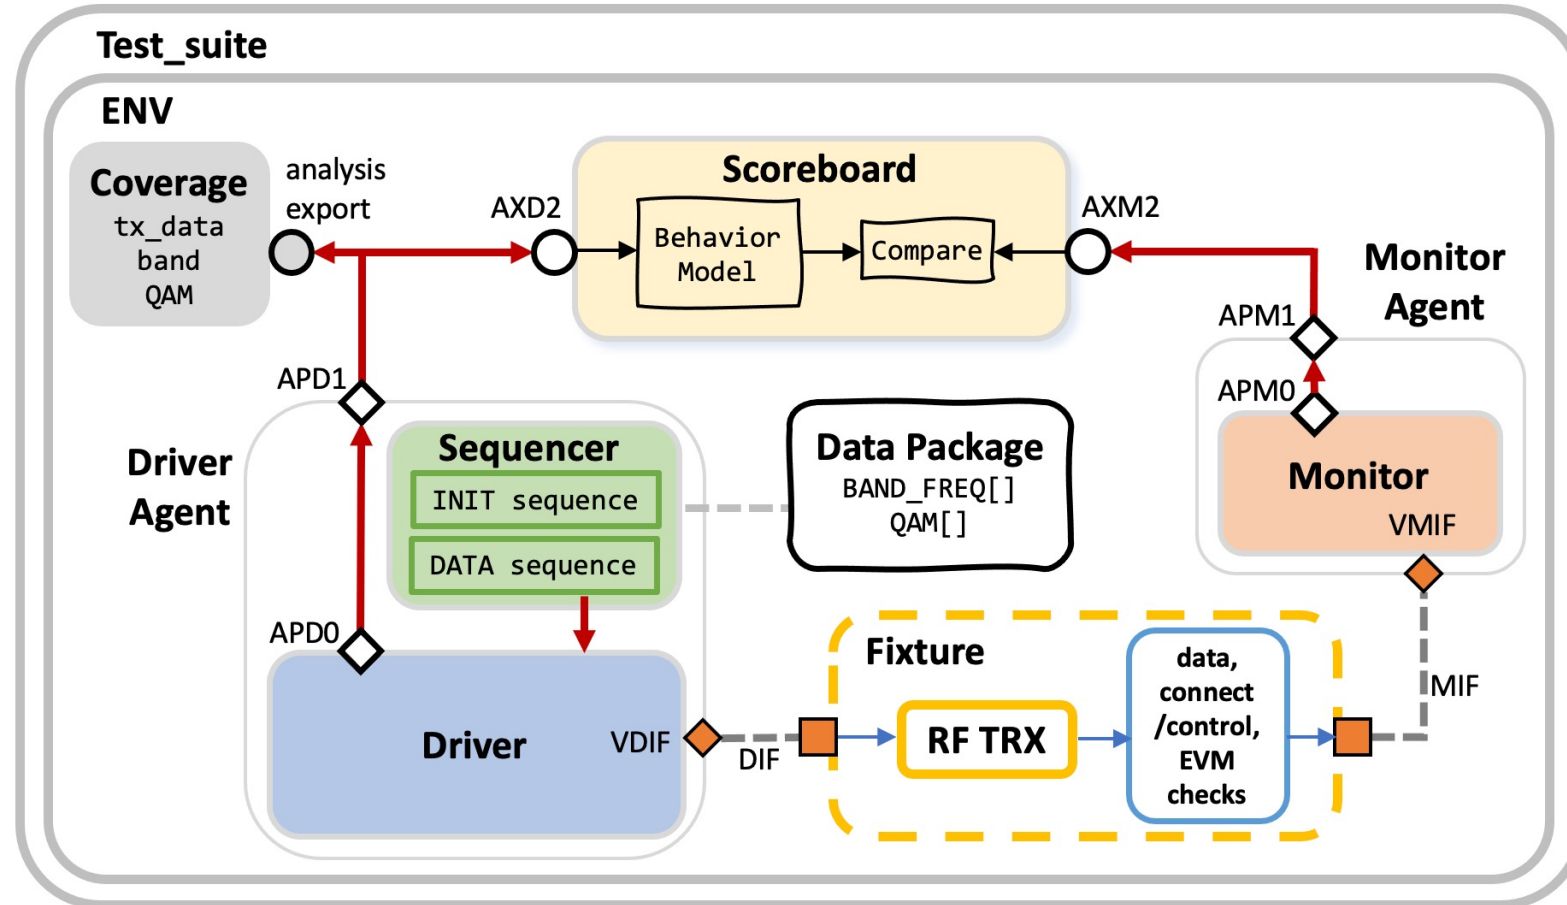 Test_suite
ENV
Coverage
tx_data
band
QAM
analysis
export
AXD2
Scoreboard
Behavior
Model
Compare
AXM2
Monitor
Agent
APM1
APM0
Monitor
VMIF
APD1
Driver
Agent
Sequencer
INIT sequence
DATA sequence
Data Package
BAND_FREQ[]
QAM[]
APD0
Driver
VDIF
DIF
Fixture
RF TRX
data,
connect
/control,
EVM
checks
MIF